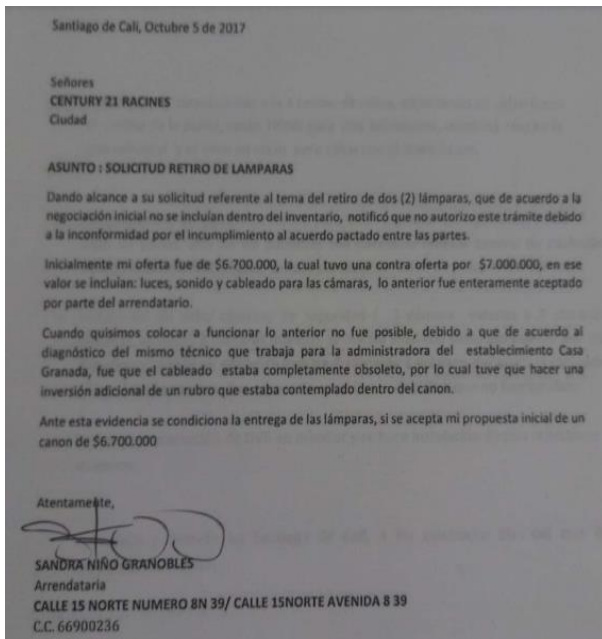 Santiago de Cali, Octubre 5 de 2017
Señores
CENTURY 21 RACINES
Ciudad
ASUNTO : SOLICITUD RETIRO DE LAMPARAS
Dando alcance a su solicitud referente al tema del retiro de dos (2) lámparas, que de acuerdo a la
negociación inicial no se incluían dentro del inventario, notificó que no autorizo este trámite debido
a la inconformidad por el incumplimiento al acuerdo pactado entre las partes.
Inicialmente mi oferta fue de $6.700.000, la cual tuvo una contra oferta por $7.000.000, en ese
valor se incluían: luces, sonido y cableado para las cámaras, lo anterior fue enteramente aceptado
por parte del arrendatario.
Cuando quisimos colocar a funcionar lo anterior no fue posible, debido a que de acuerdo al
diagnóstico del mismo técnico que trabaja para la administradora del establecimiento Casa
Granada, fue que el cableado estaba completamente obsoleto, por lo cual tuve que hacer una
inversión adicional de un rubro que estaba contemplado dentro del canon.
Ante esta evidencia se condiciona la entrega de las lámparas, si se acepta mi propuesta inicial de un
canon de $6.700.000
Atentamente,
SANDRA NIÑO GRANOBLES
Arrendataria
CALLE 15 NORTE NUMERO 8N 39/ CALLE 15NORTE AVENIDA 8 39
C.C. 66900236